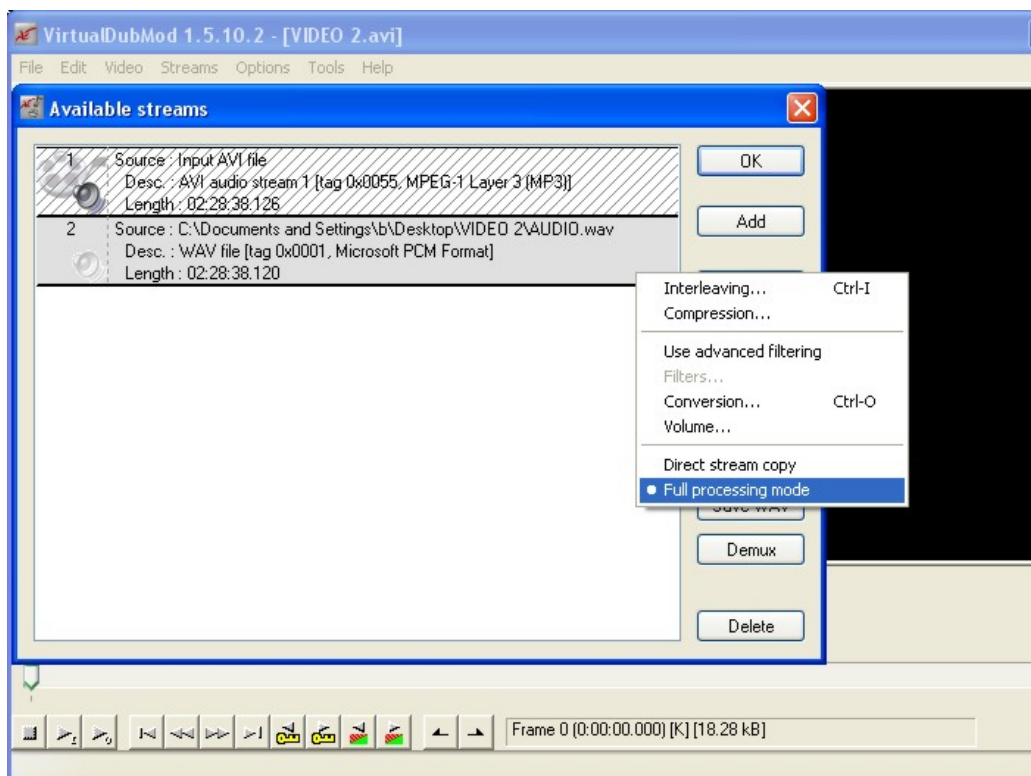 VirtualDubMod 1.5.10.2 - [VIDEO 2.avi]
File Edit Video Streams Options Tools Help
Available streams
1 Source : Input AVI file
Desc. : AVI audio stream 1 [tag 0x0055, MPEG-1 Layer 3 (MP3)]
Length : 02:28:38.126
2 Source : C:\Documents and Settings\b\Desktop\VIDEO 2\AUDIO.wav
Desc. : WAV file [tag 0x0001, Microsoft PCM Format]
Length : 02:28:38.120
OK
Add
Interleaving... Ctrl-I
Compression...
Use advanced filtering
Filters...
Conversion... Ctrl-O
Volume...
Direct stream copy
Full processing mode
Save WAV
Demux
Delete
Frame 0 (0:00:00.000) [K] [18.28 kB]